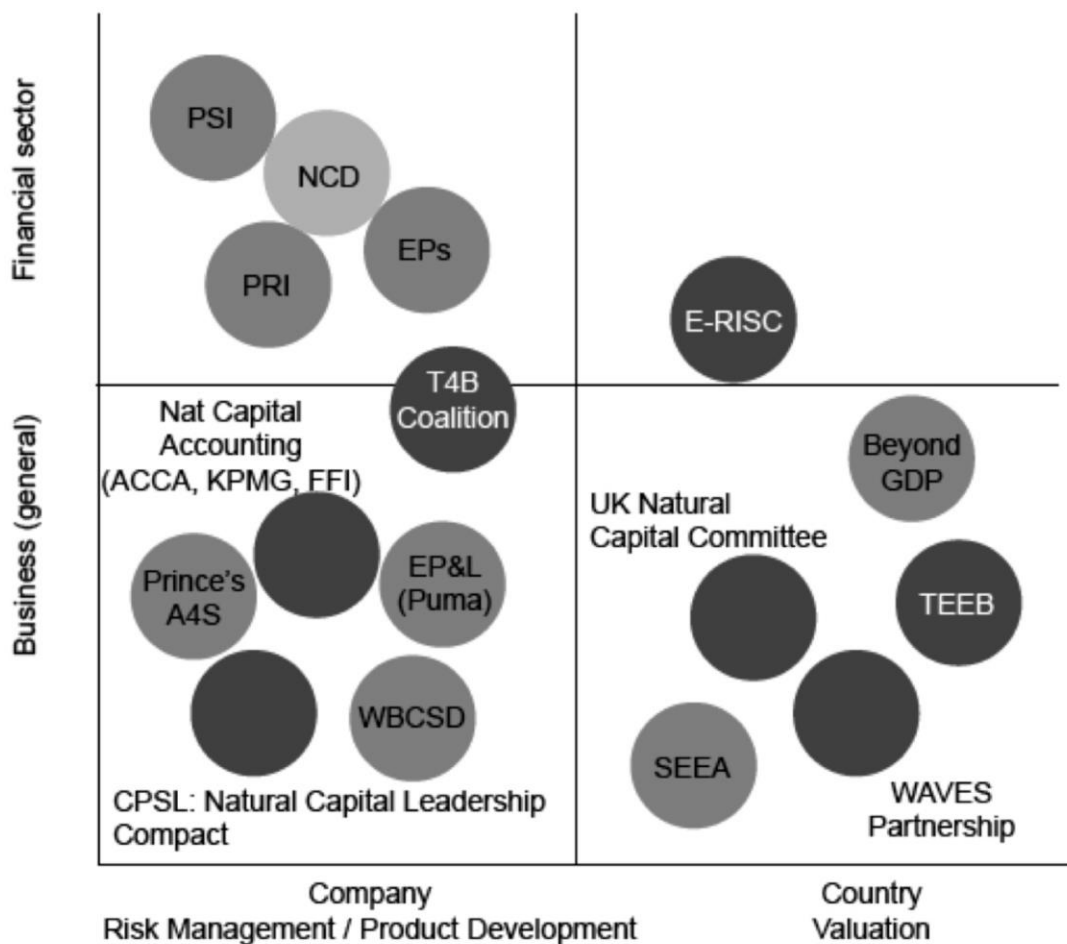 Financial sector
Business (general)
PSI
NCD
EPs
PRI
E-RISC
T4B
Coalition
Nat Capital
Accounting
(ACCA, KPMG, FFI)
Prince's
A4S
EP&L
(Puma)
WBCSD
CPSL: Natural Capital Leadership
Compact
Beyond
GDP
UK Natural
Capital Committee
TEEB
SEEA
WAVES
Partnership
Company
Risk Management / Product Development
Country
Valuation